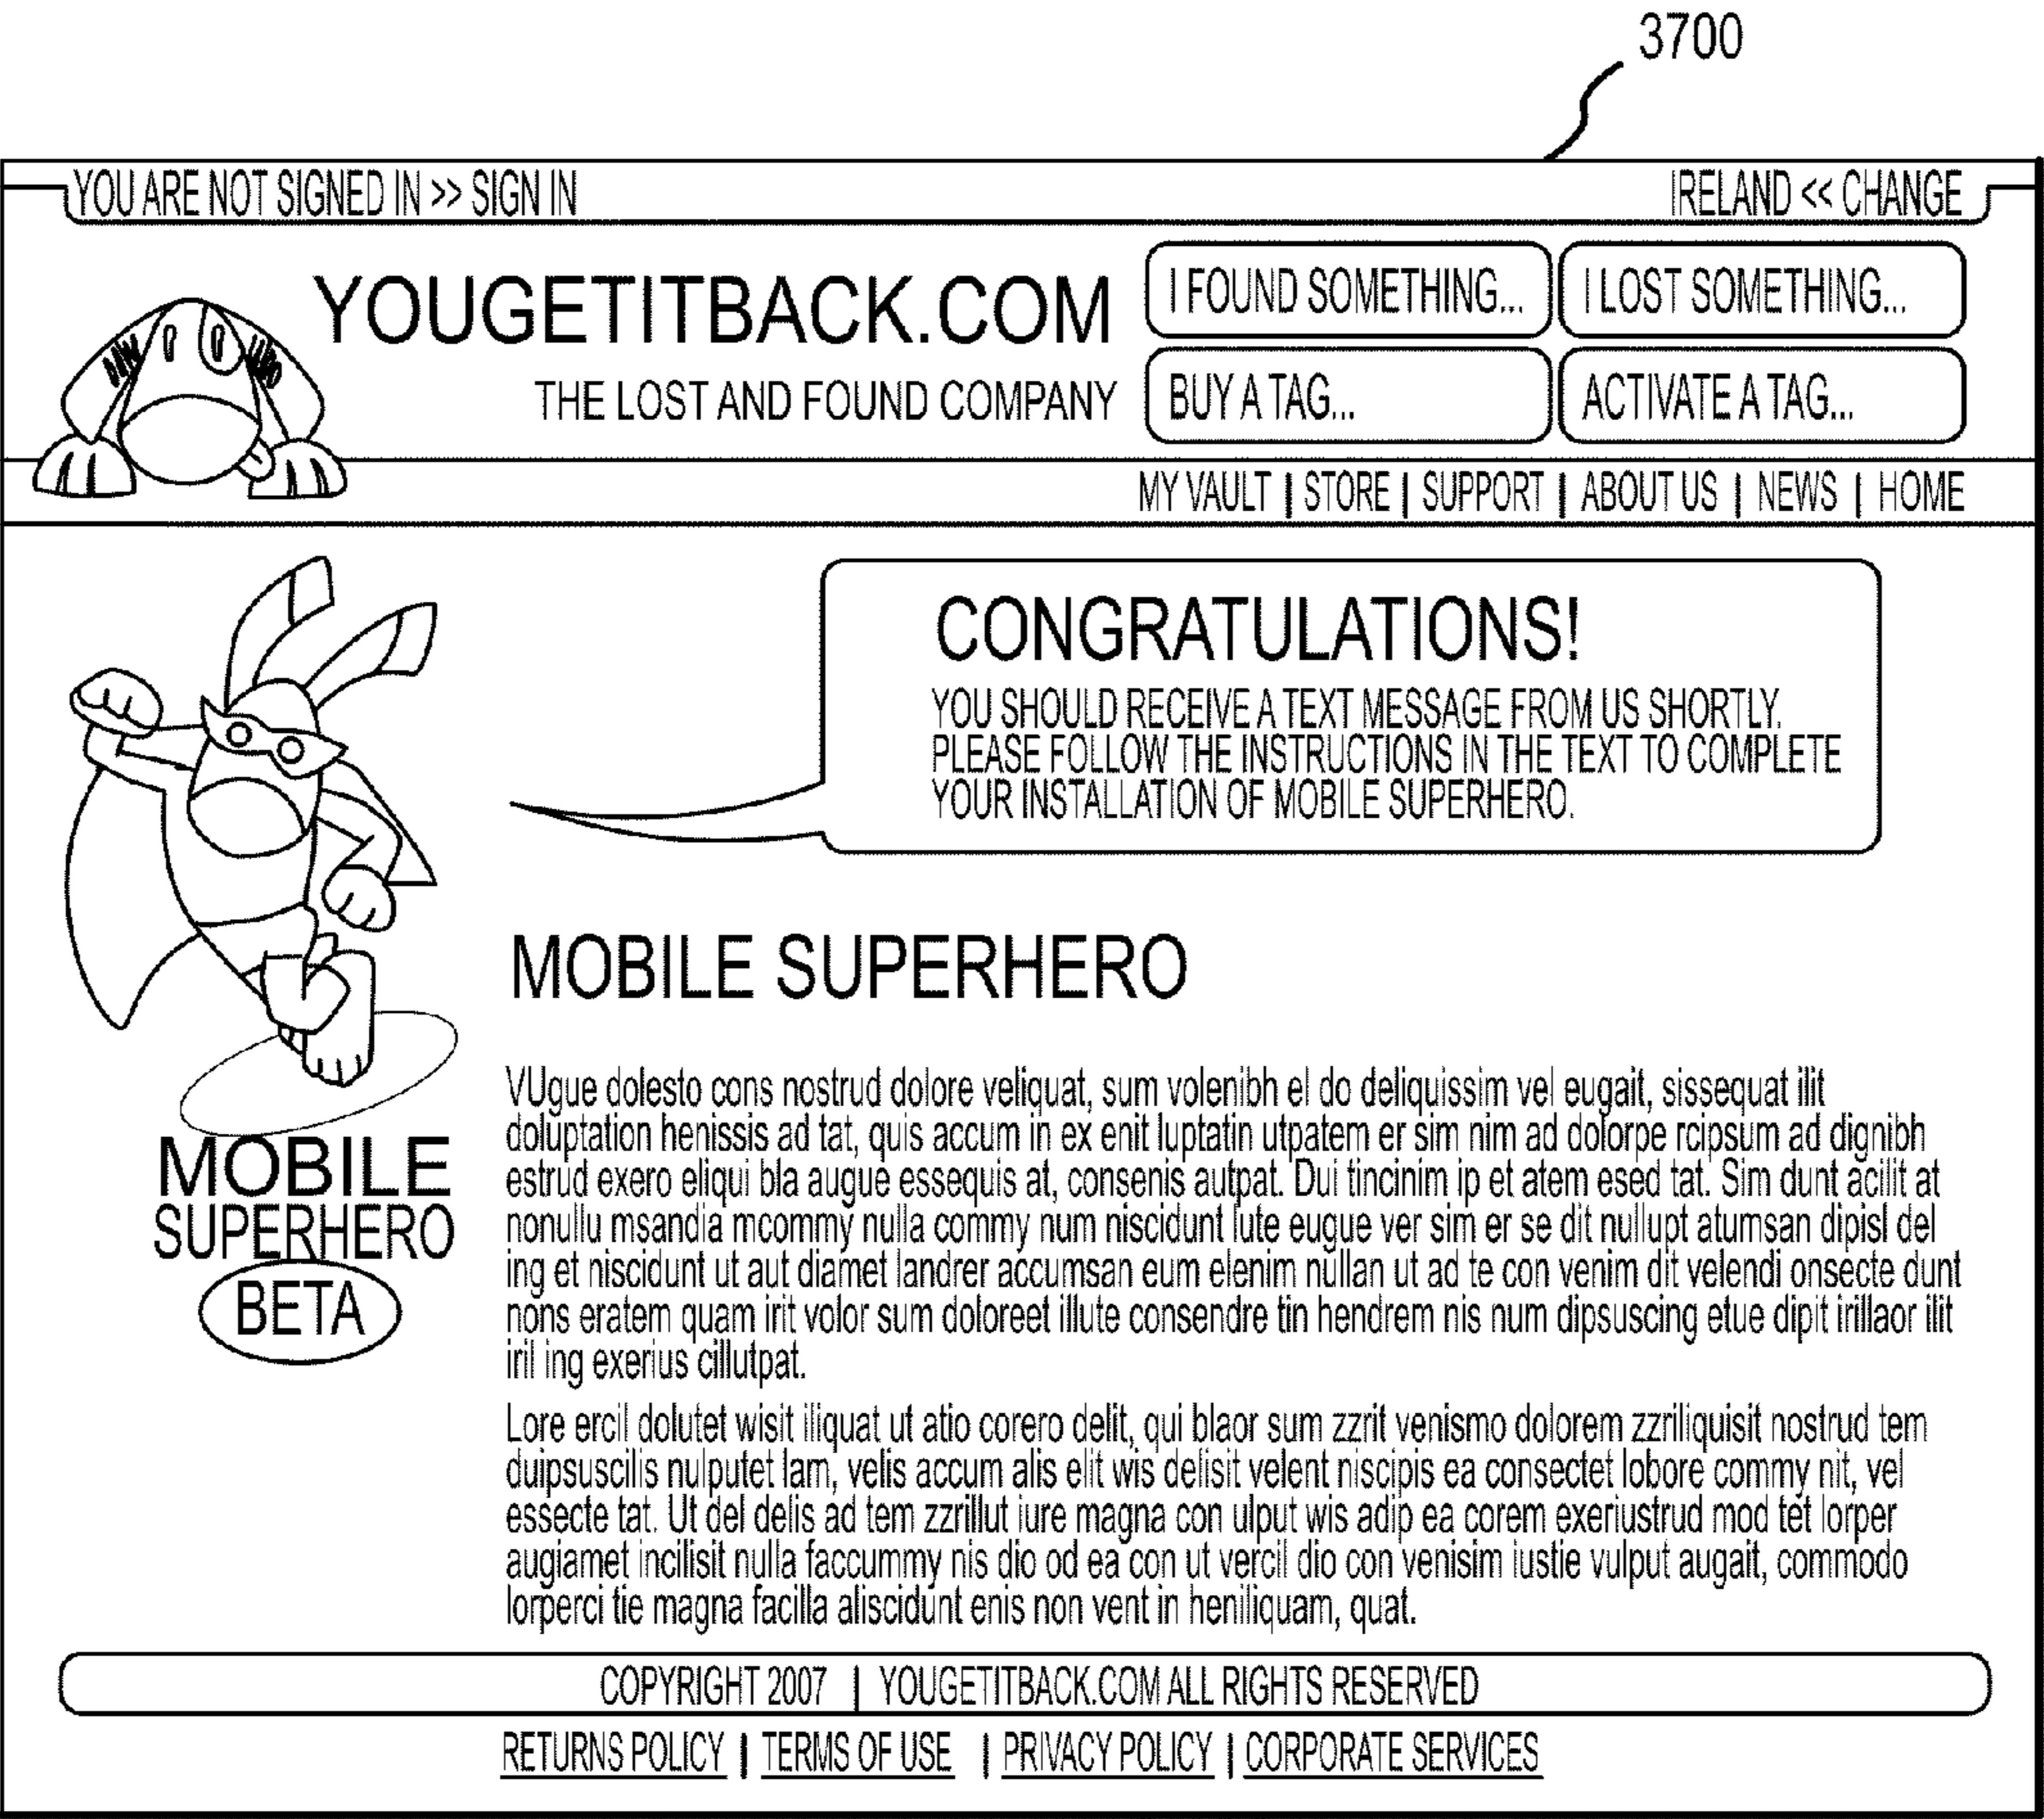 3700
YOU ARE NOT SIGNED IN >> SIGN IN
IRELAND << CHANGE
YOUGETITBACK.COM
THE LOST AND FOUND COMPANY
I FOUND SOMETHING...
I LOST SOMETHING...
BUY A TAG...
ACTIVATE A TAG...
MY VAULT | STORE | SUPPORT | ABOUT US | NEWS | HOME
CONGRATULATIONS!
YOU SHOULD RECEIVE A TEXT MESSAGE FROM US SHORTLY.
PLEASE FOLLOW THE INSTRUCTIONS IN THE TEXT TO COMPLETE
YOUR INSTALLATION OF MOBILE SUPERHERO.
MOBILE
SUPERHERO
BETA
MOBILE SUPERHERO
VUgue dolesto cons nostrud dolore veliquat, sum volenibh el do deliquissim vel eugait, sissequat ilit
doluptation henissis ad tat, quis accum in ex enit luptatin utpatem er sim nim ad dolorpe rcipsum ad dignibh
estrud exero eliqui bla augue essequis at, consenis autpat. Dui tincinim ip et atem esed tat. Sim dunt acilit at
nonullu msandia mcommy nulla commy num niscidunt lute eugue ver sim er se dit nullupt atumsan dipisl del
ing et niscidunt ut aut diamet landrer accumsan eum elenim nullan ut ad te con venim dit velendi onsecte dunt
nons eratem quam irit volor sum doloreet illute consendre tin hendrem nis num dipsuscing etue dipit irillaor ilit
iril ing exerius cillutpat.
Lore ercil dolutet wisit iliquat ut atio corero delit, qui blaor sum zzrit venismo dolorem zzriliquisit nostrud tem
duipsuscilis nulputet lam, velis accum alis elit wis delisit velent niscipis ea consectet lobore commy nit, vel
essecte tat. Ut del delis ad tem zzrillut iure magna con ulput wis adip ea corem exeriustrud mod tet lorper
augiamet incilisit nulla faccummy nis dio od ea con ut vercil dio con venisim iustie vulput augait, commodo
lorperci tie magna facilla aliscidunt enis non vent in heniliquam, quat.
COPYRIGHT 2007 | YOUGETITBACK.COM ALL RIGHTS RESERVED
RETURNS POLICY | TERMS OF USE | PRIVACY POLICY | CORPORATE SERVICES